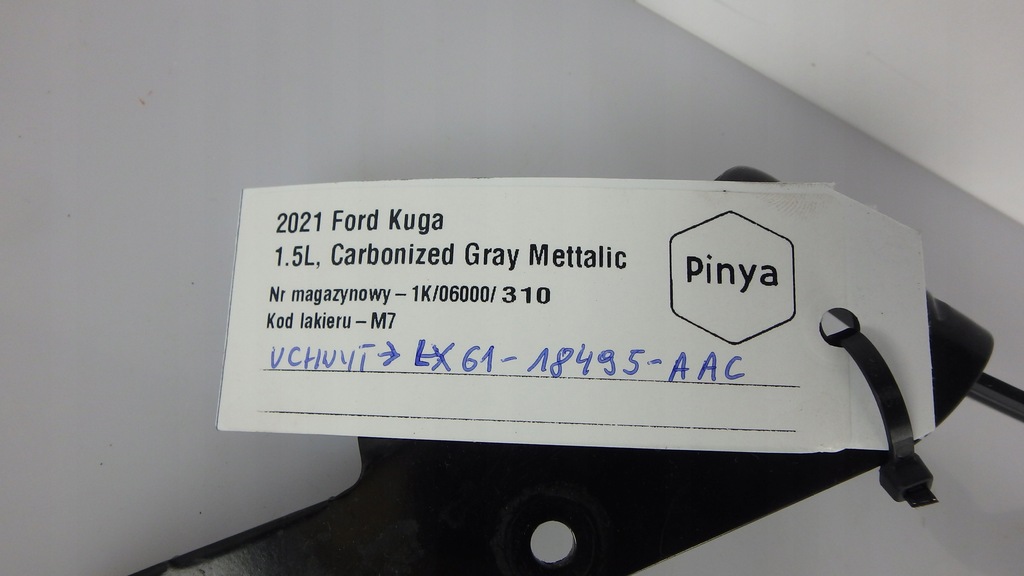 2021 Ford Kuga
1.5L, Carbonized Gray Mettalic
Pinya
Nr magazynowy – 1K/06000/ 310
Kod lakieru – M7
UCHWYT → LX61-18495-AAC